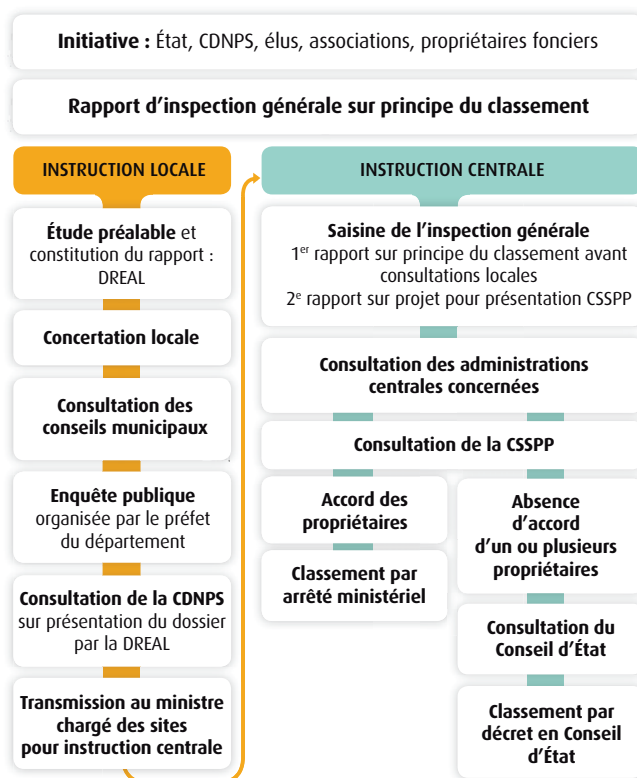 Initiative : État, CDNPS, élus, associations, propriétaires fonciers
Rapport d’inspection générale sur principe du classement
INSTRUCTION LOCALE
Étude préalable et
constitution du rapport :
DREAL
Concertation locale
Consultation des
conseils municipaux
Enquête publique
organisée par le préfet
du département
Consultation de la CDNPS
sur présentation du dossier
par la DREAL
Transmission au ministre
chargé des sites
pour instruction centrale
INSTRUCTION CENTRALE
Saisine de l’inspection générale
1er rapport sur principe du classement avant
consultations locales
2e rapport sur projet pour présentation CSSPP
Consultation des administrations
centrales concernées
Consultation de la CSSPP
Accord des
propriétaires
Classement par
arrêté ministériel
Absence
d’accord
d’un ou plusieurs
propriétaires
Consultation du
Conseil d’État
Classement par
décret en Conseil
d’État